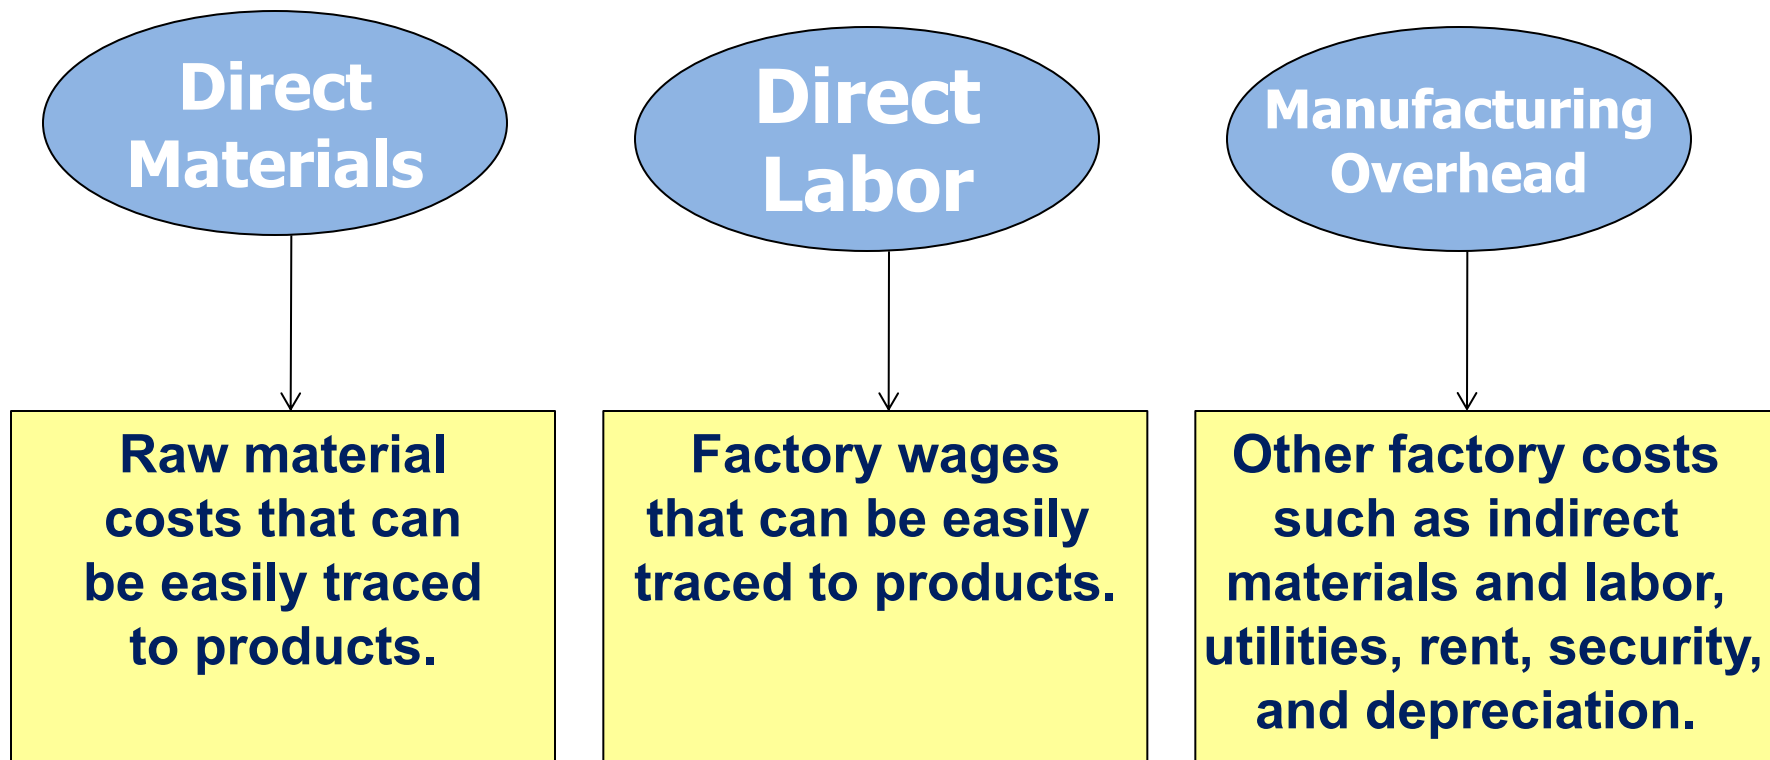 Direct
Materials
Direct
Labor
Manufacturing
Overhead
Raw material
costs that can
be easily traced
to products.
Factory wages
that can be easily
traced to products.
Other factory costs
such as indirect
materials and labor,
utilities, rent, security,
and depreciation.